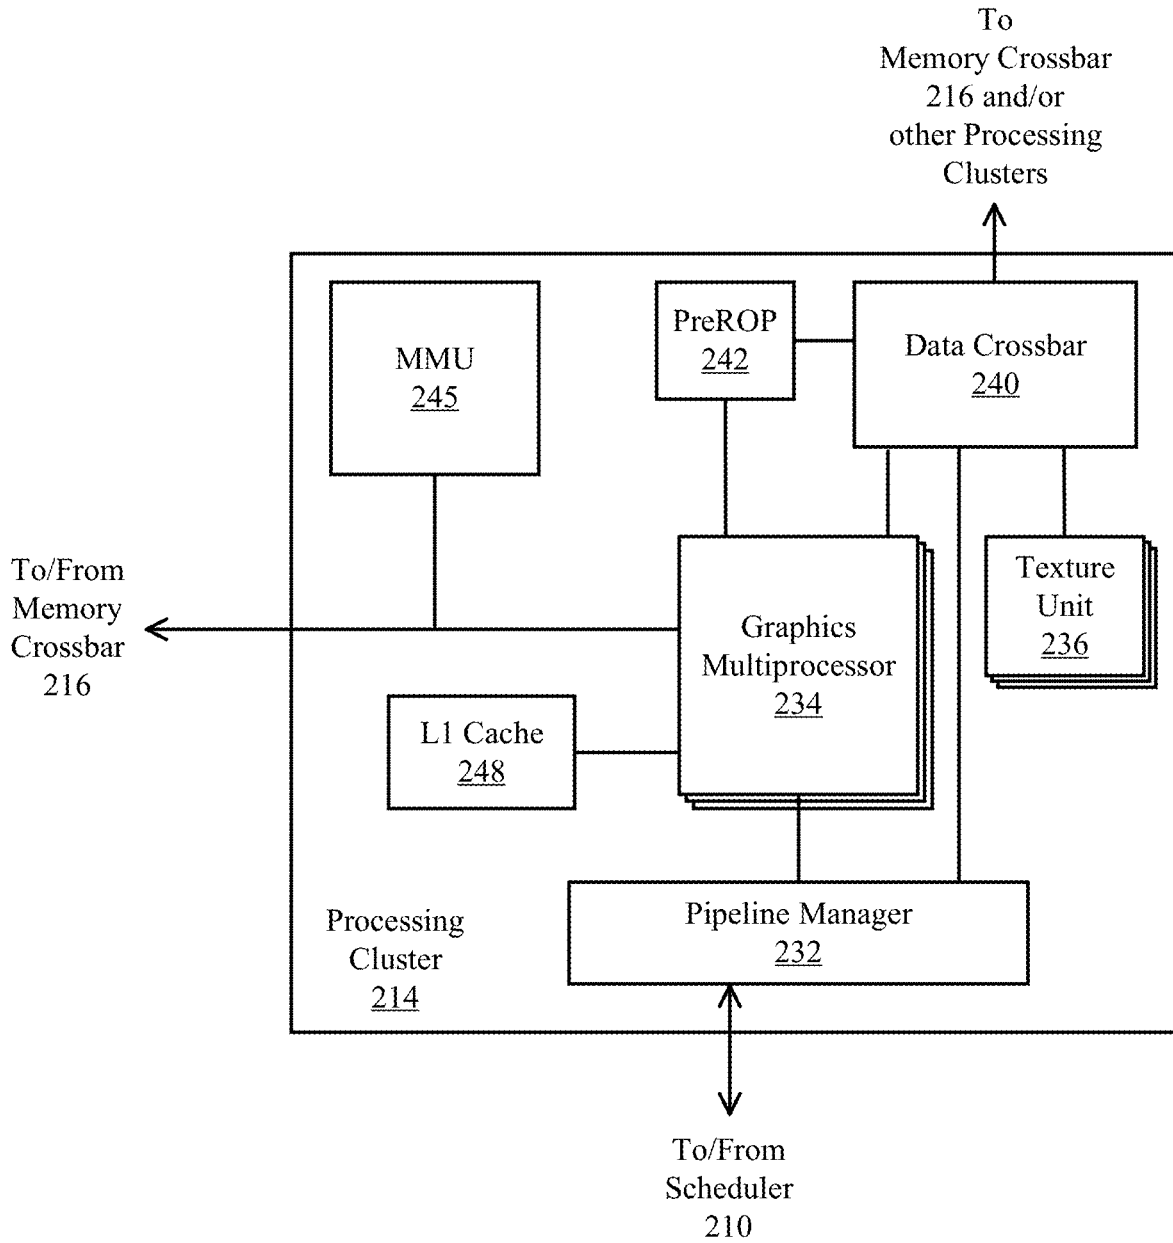 To
Memory Crossbar
216 and/or
other Processing
Clusters
MMU
245
PreROP
242
Data Crossbar
240
To/From
Memory
Crossbar
216
Graphics
Multiprocessor
234
Texture
Unit
236
L1 Cache
248
Processing
Cluster
214
Pipeline Manager
232
To/From
Scheduler
210